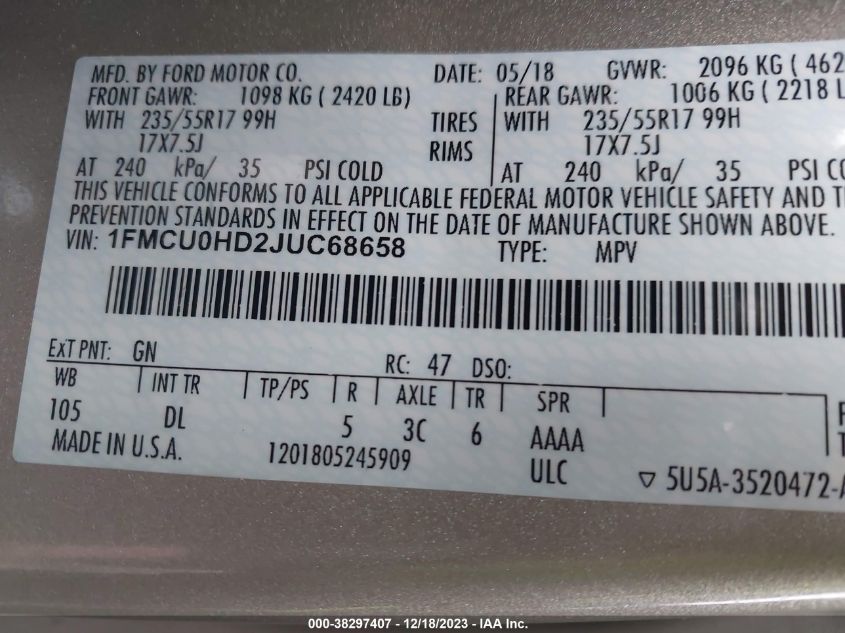 MFD. BY FORD MOTOR CO. DATE: 05/18 GVWR: 2096 KG ( 462
FRONT GAWR: 1098 KG ( 2420 LB) REAR GAWR: 1006 KG ( 2218 L
WITH 235/55R17 99H TIRES WITH 235/55R17 99H
17X7.5J RIMS 17X7.5J
AT 240 kPa/ 35 PSI COLD AT 240 kPa/ 35 PSI CO
THIS VEHICLE CONFORMS TO ALL APPLICABLE FEDERAL MOTOR VEHICLE SAFETY AND T
PREVENTION STANDARDS IN EFFECT ON THE DATE OF MANUFACTURE SHOWN ABOVE.
VIN: 1FMCU0HD2JUC68658 TYPE: MPV
EXT PNT: GN RC: 47 DSO:
WB INT TR TP/PS R AXLE TR SPR
105 DL 5 3C 6 AAAA
MADE IN U.S.A. 1201805245909 ULC ▽ 5U5A-3520472-A
000-38297407 - 12/18/2023 - IAA Inc.